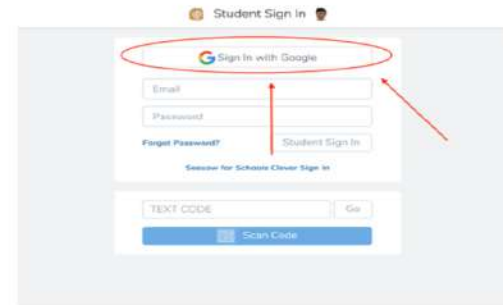 Student Sign In
Sign In with Google
Email
Password
Forgot Password?
Student Sign In
Seesaw for Schools Clever Sign In
TEXT CODE
Go
Scan Code